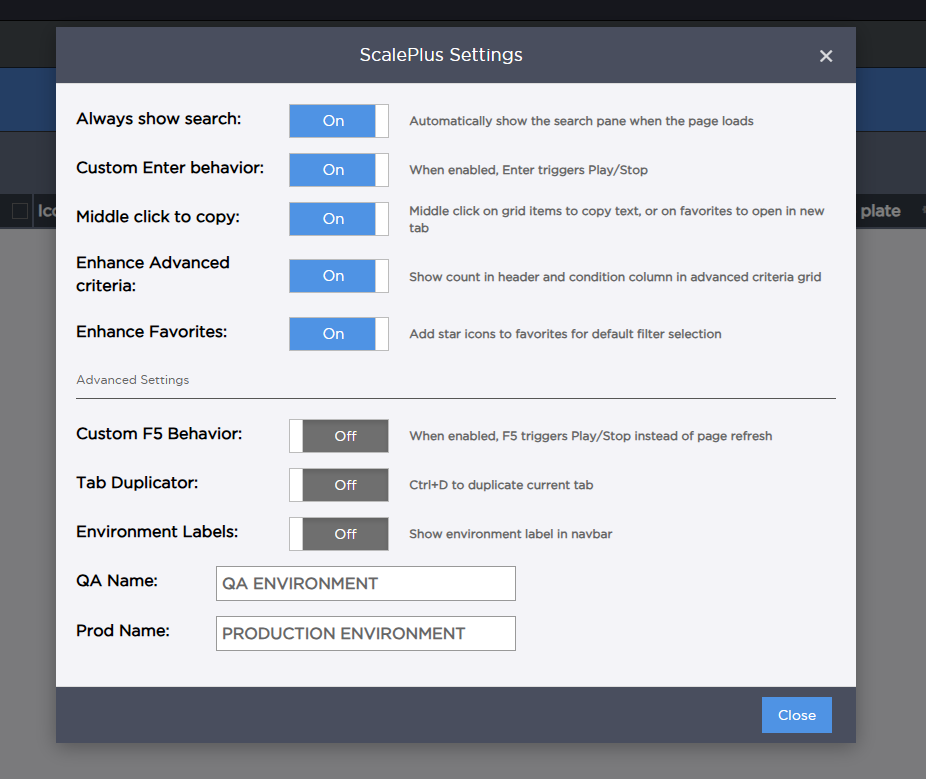 ScalePlus Settings
Always show search:
On
Automatically show the search pane when the page loads
Custom Enter behavior:
On
When enabled, Enter triggers Play/Stop
Middle click to copy:
On
Middle click on grid items to copy text, or on favorites to open in new
tab
Enhance Advanced
criteria:
On
Show count in header and condition column in advanced criteria grid
Enhance Favorites:
On
Add star icons to favorites for default filter selection
Advanced Settings
Custom F5 Behavior:
Off
When enabled, F5 triggers Play/Stop instead of page refresh
Tab Duplicator:
Off
Ctrl+D to duplicate current tab
Environment Labels:
Off
Show environment label in navbar
QA Name:
QA ENVIRONMENT
Prod Name:
PRODUCTION ENVIRONMENT
Close
plate